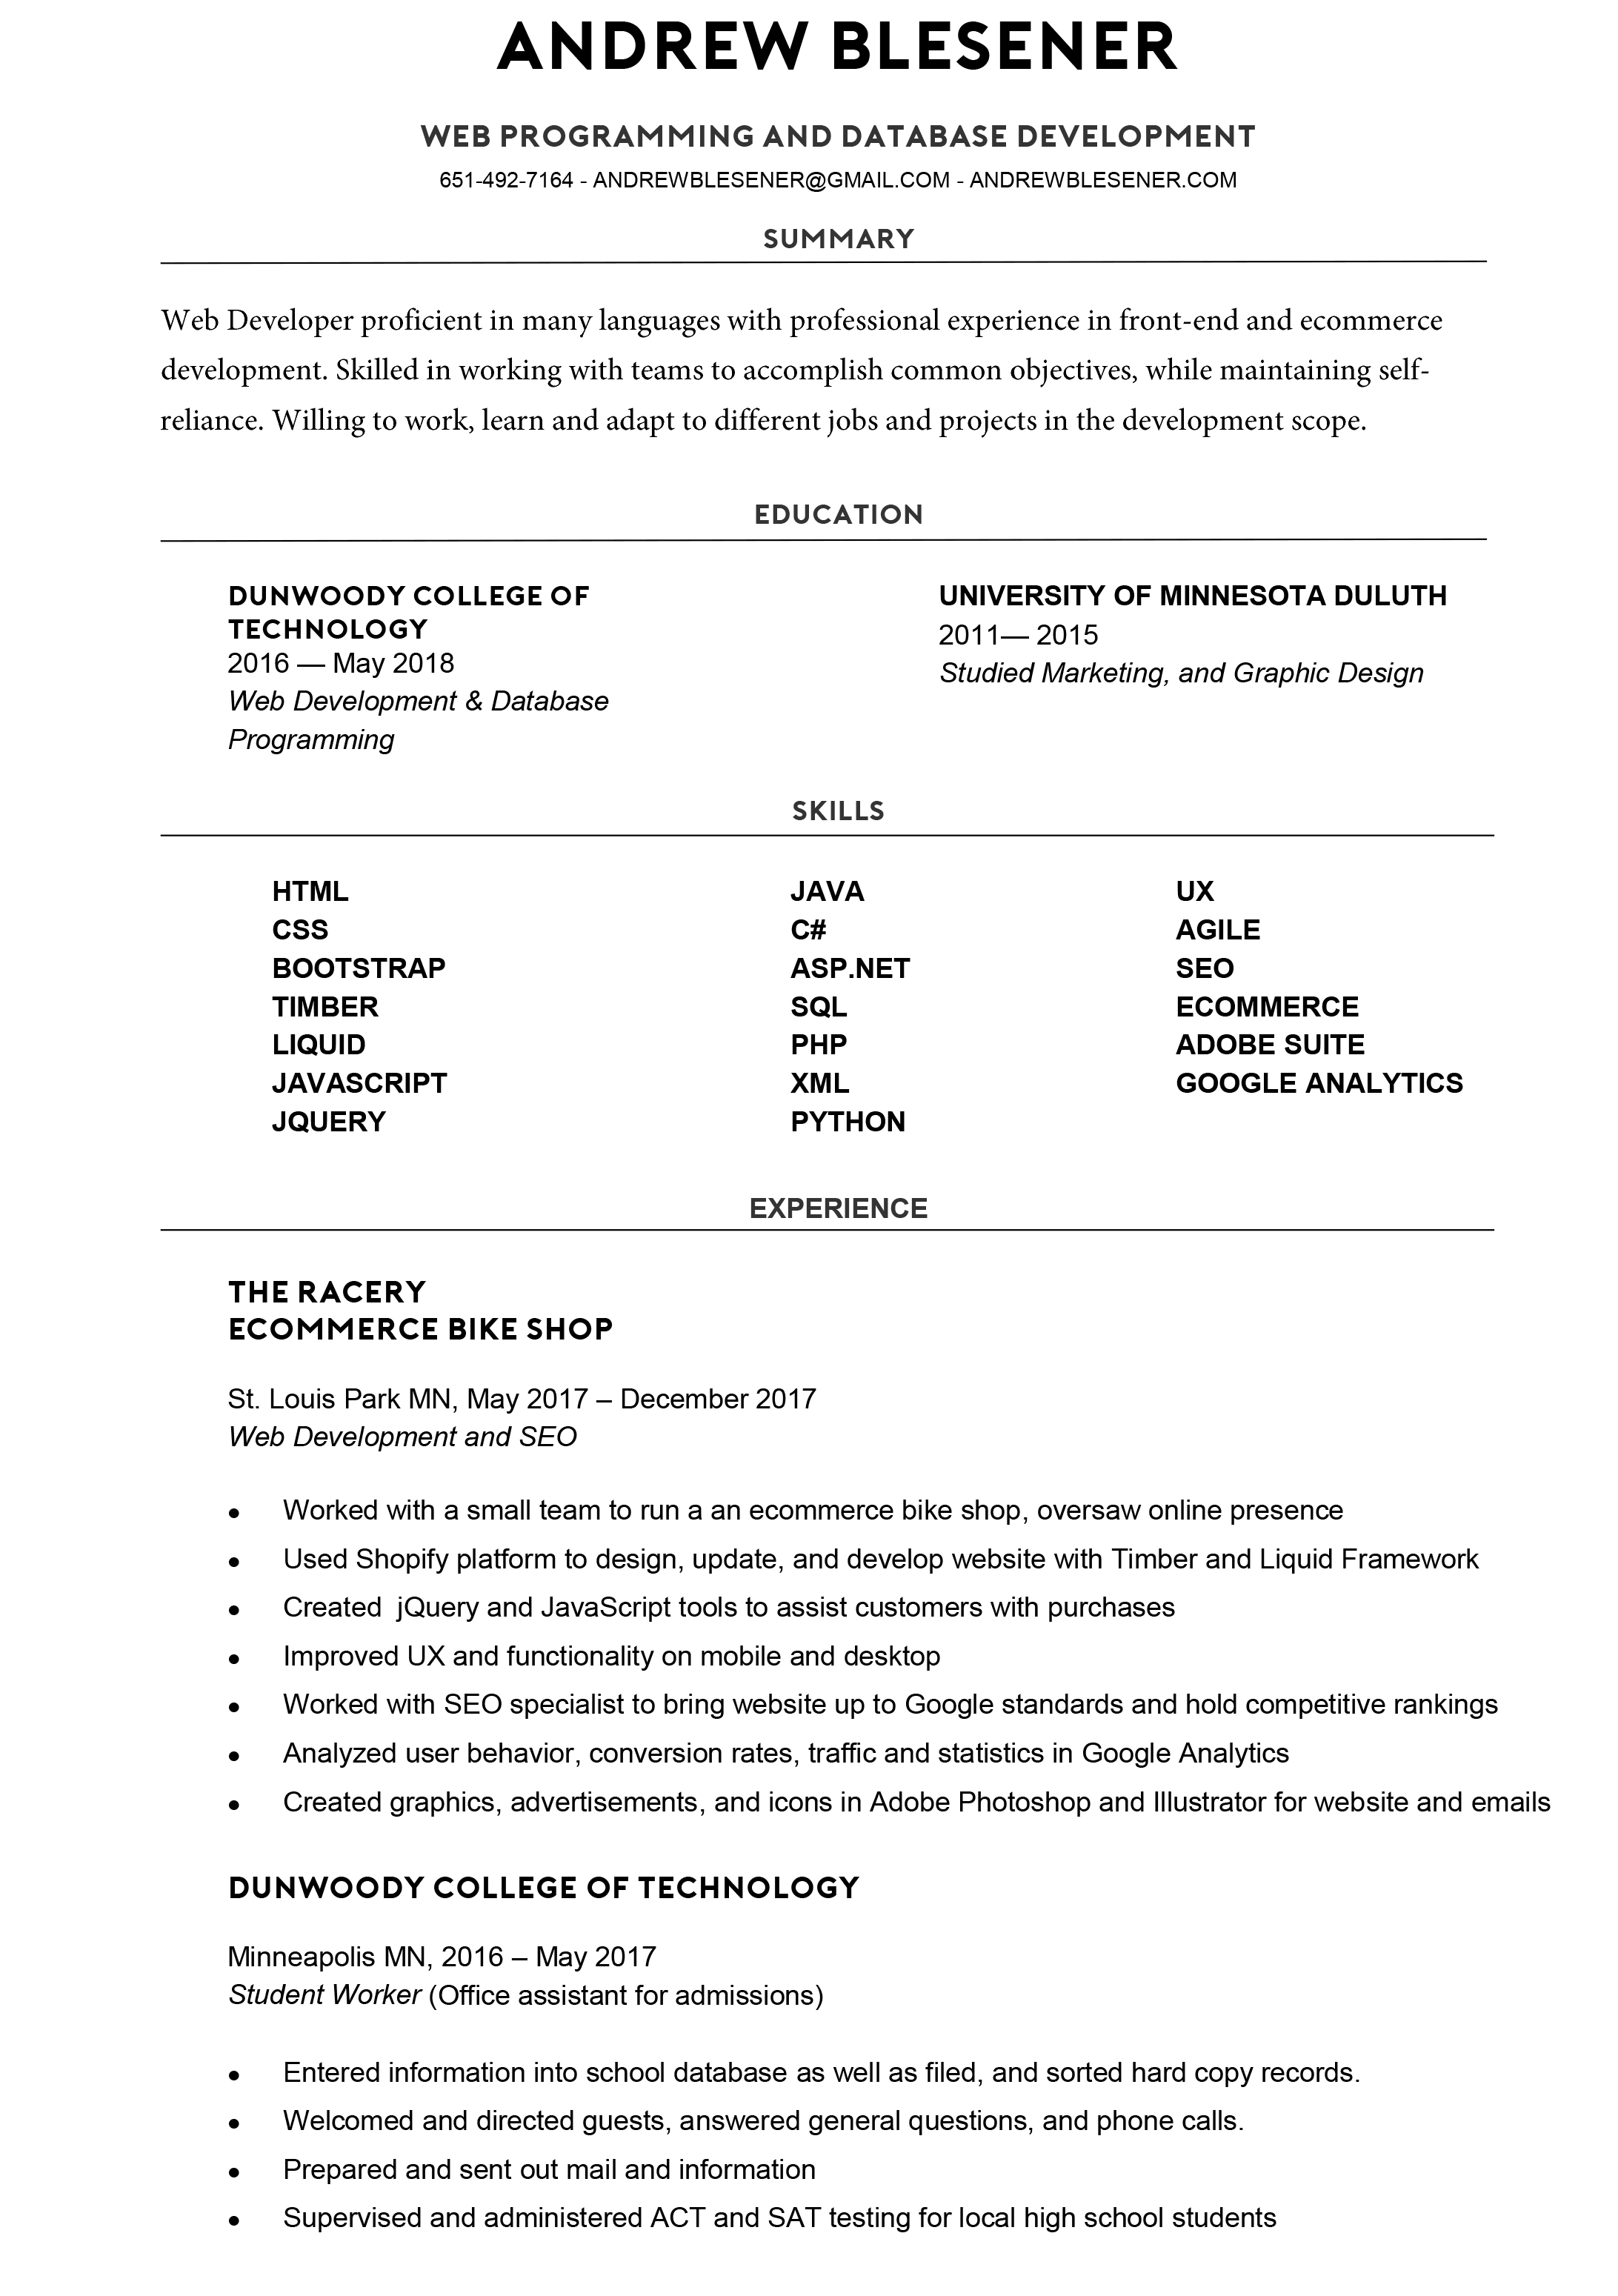 ANDREW BLESENER
WEB PROGRAMMING AND DATABASE DEVELOPMENT
651-492-7164 - ANDREWBLESENER@GMAIL.COM - ANDREWBLESENER.COM
SUMMARY
Web Developer proficient in many languages with professional experience in front-end and ecommerce
development. Skilled in working with teams to accomplish common objectives, while maintaining self-
reliance. Willing to work, learn and adapt to different jobs and projects in the development scope.
EDUCATION
DUNWOODY COLLEGE OF
TECHNOLOGY
2016 — May 2018
Web Development & Database
Programming
UNIVERSITY OF MINNESOTA DULUTH
2011— 2015
Studied Marketing, and Graphic Design
SKILLS
HTML
CSS
BOOTSTRAP
TIMBER
LIQUID
JAVASCRIPT
JQUERY
JAVA
C#
ASP.NET
SQL
PHP
XML
PYTHON
UX
AGILE
SEO
ECOMMERCE
ADOBE SUITE
GOOGLE ANALYTICS
EXPERIENCE
THE RACERY
ECOMMERCE BIKE SHOP
St. Louis Park MN, May 2017 – December 2017
Web Development and SEO
• Worked with a small team to run a an ecommerce bike shop, oversaw online presence
• Used Shopify platform to design, update, and develop website with Timber and Liquid Framework
• Created  jQuery and JavaScript tools to assist customers with purchases
• Improved UX and functionality on mobile and desktop
• Worked with SEO specialist to bring website up to Google standards and hold competitive rankings
• Analyzed user behavior, conversion rates, traffic and statistics in Google Analytics
• Created graphics, advertisements, and icons in Adobe Photoshop and Illustrator for website and emails
DUNWOODY COLLEGE OF TECHNOLOGY
Minneapolis MN, 2016 – May 2017
Student Worker (Office assistant for admissions)
• Entered information into school database as well as filed, and sorted hard copy records.
• Welcomed and directed guests, answered general questions, and phone calls.
• Prepared and sent out mail and information
• Supervised and administered ACT and SAT testing for local high school students